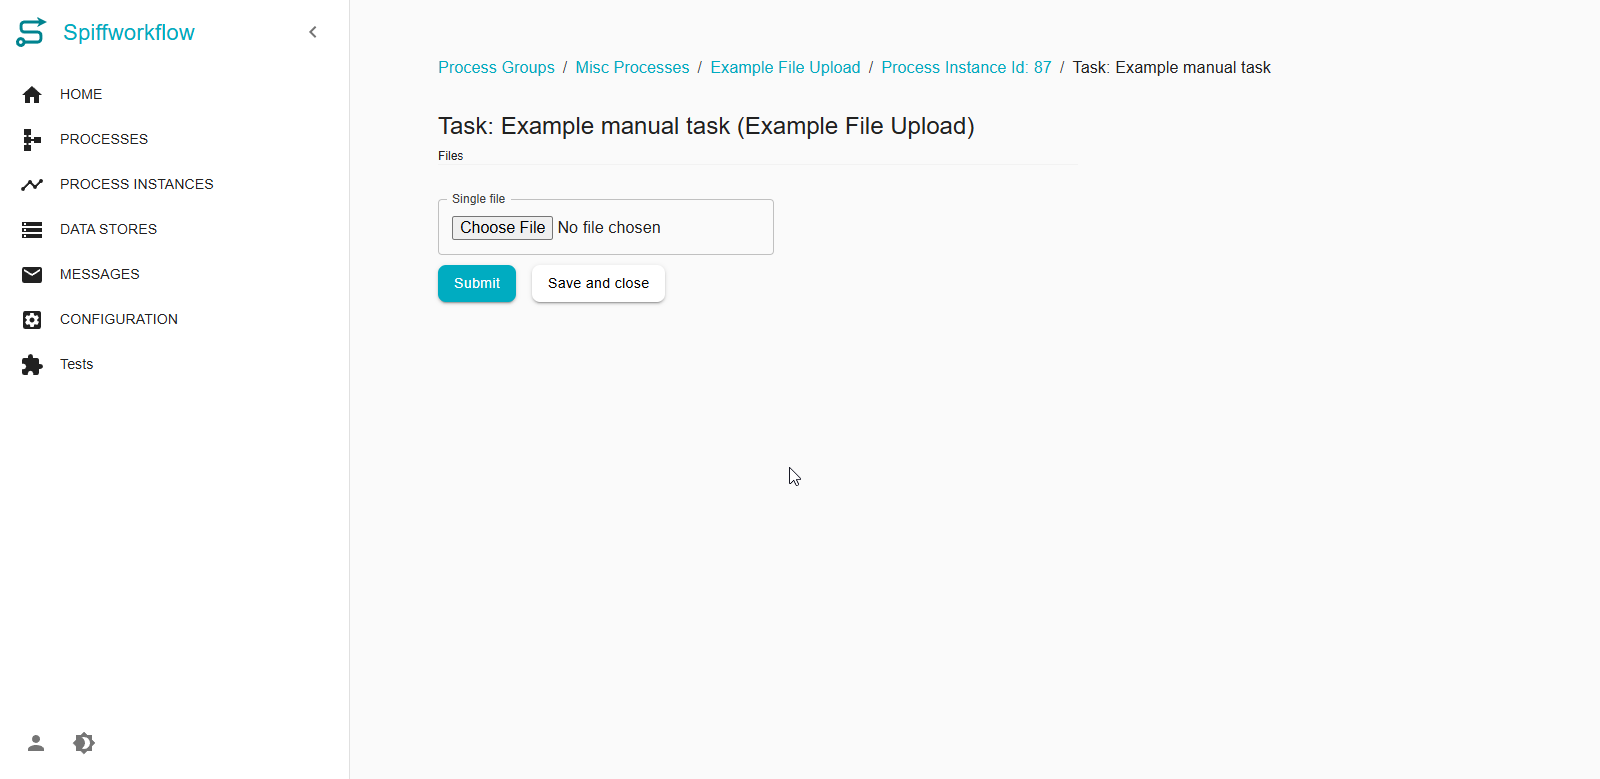 Spiffworkflow
HOME
PROCESSES
PROCESS INSTANCES
DATA STORES
MESSAGES
CONFIGURATION
Tests
Process Groups / Misc Processes / Example File Upload / Process Instance Id: 87 / Task: Example manual task
Task: Example manual task (Example File Upload)
Files
Single file
Choose File No file chosen
Submit Save and close